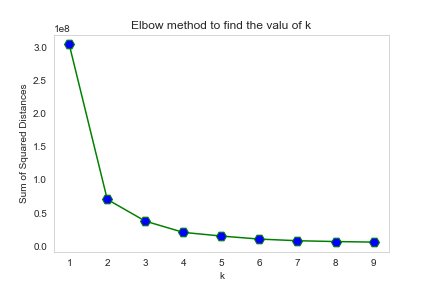 Elbow method to find the valu of k
1e8
3.0
2.5
2.0
1.5
1.0
0.5
0.0
Sum of Squared Distances
1 2 3 4 5 6 7 8 9
k